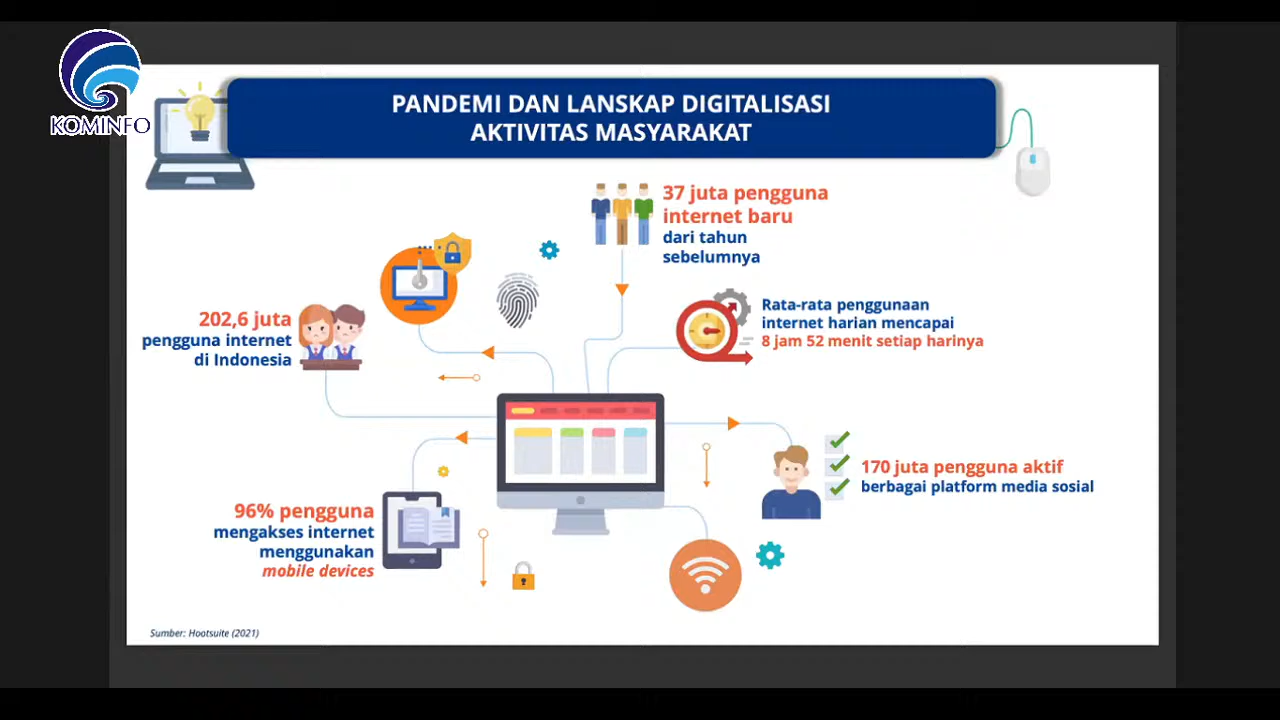 KOMINFO
PANDEMI DAN LANSKAP DIGITALISASI
AKTIVITAS MASYARAKAT
37 juta pengguna
internet baru
dari tahun
sebelumnya
Rata-rata penggunaan
internet harian mencapai
8 jam 52 menit setiap harinya
202,6 juta
pengguna internet
di Indonesia
170 juta pengguna aktif
berbagai platform media sosial
96% pengguna
mengakses internet
menggunakan
mobile devices
Sumber: Hootsuite (2021)